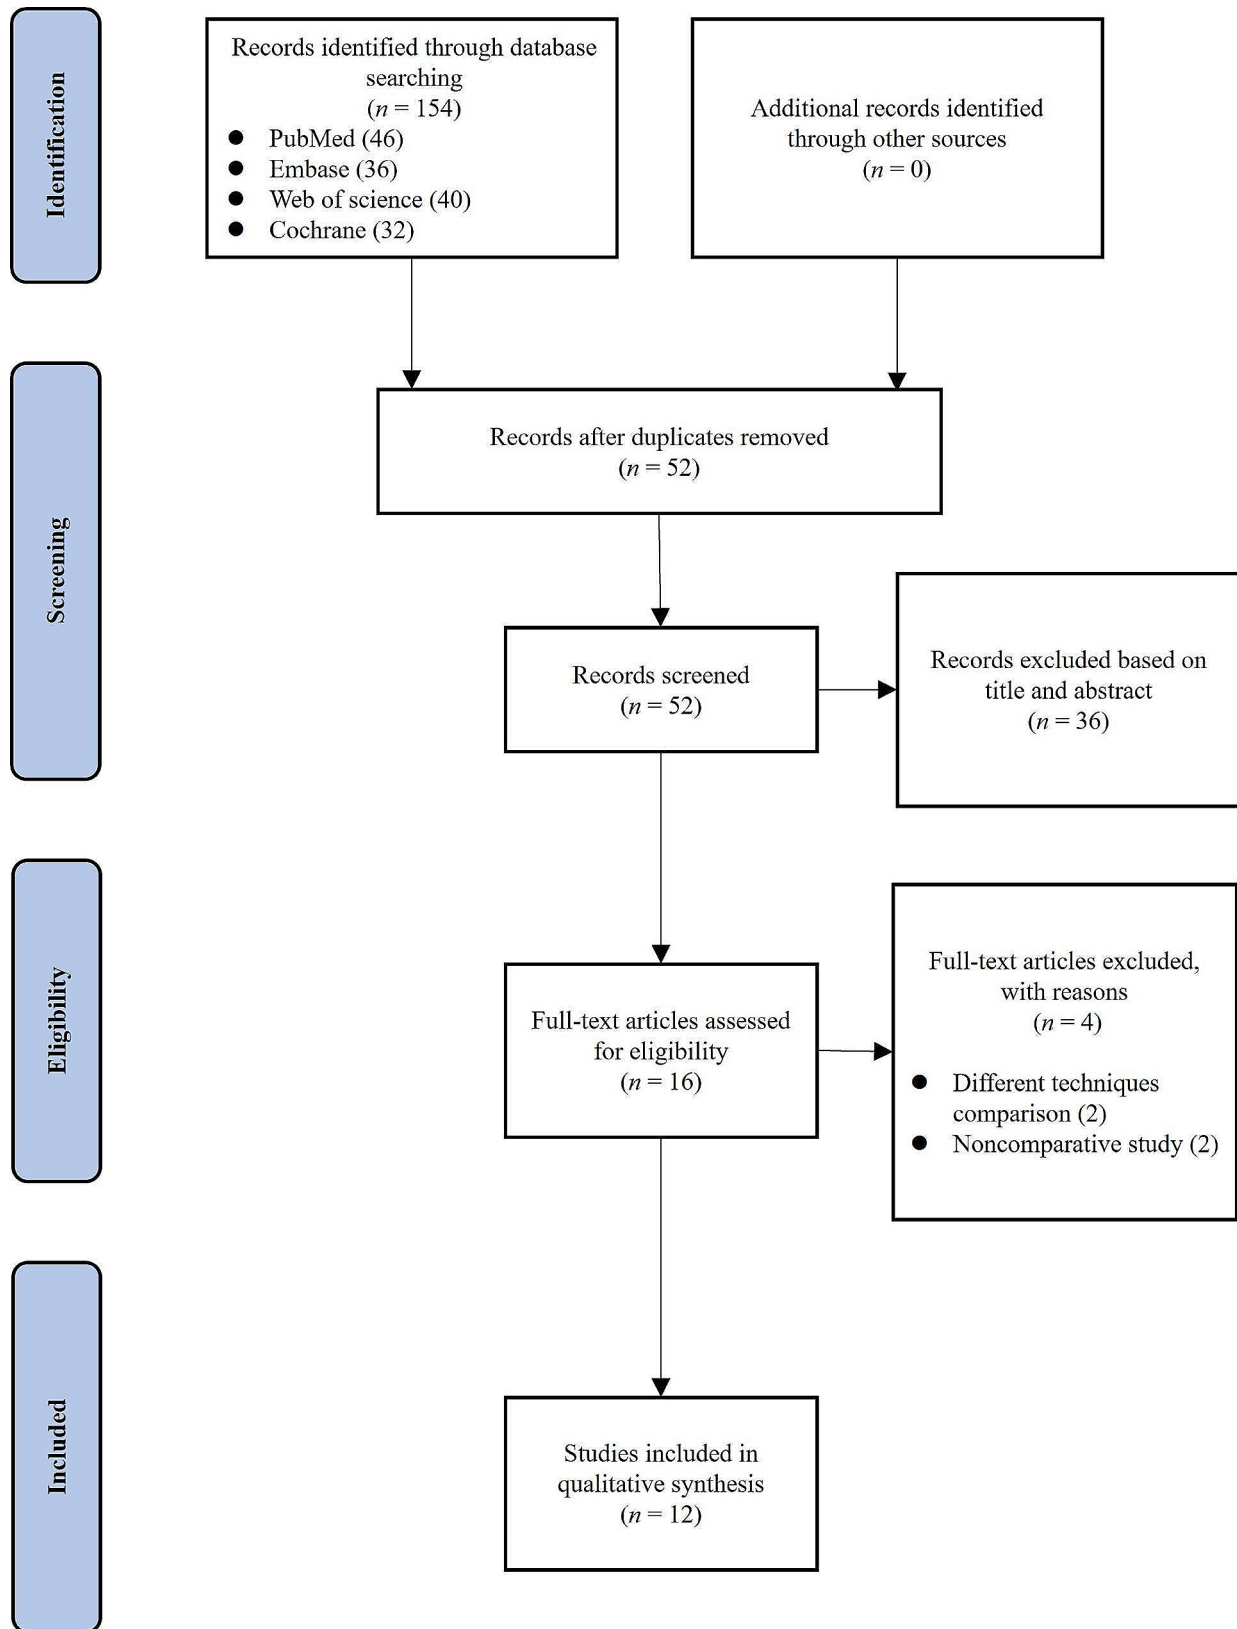 Identification
Records identified through database
searching
(n = 154)
● PubMed (46)
● Embase (36)
● Web of science (40)
● Cochrane (32)
Additional records identified
through other sources
(n = 0)
Screening
Records after duplicates removed
(n = 52)
Records screened
(n = 52)
Records excluded based on
title and abstract
(n = 36)
Eligibility
Full-text articles assessed
for eligibility
(n = 16)
Full-text articles excluded,
with reasons
(n = 4)
● Different techniques
comparison (2)
● Noncomparative study (2)
Included
Studies included in
qualitative synthesis
(n = 12)